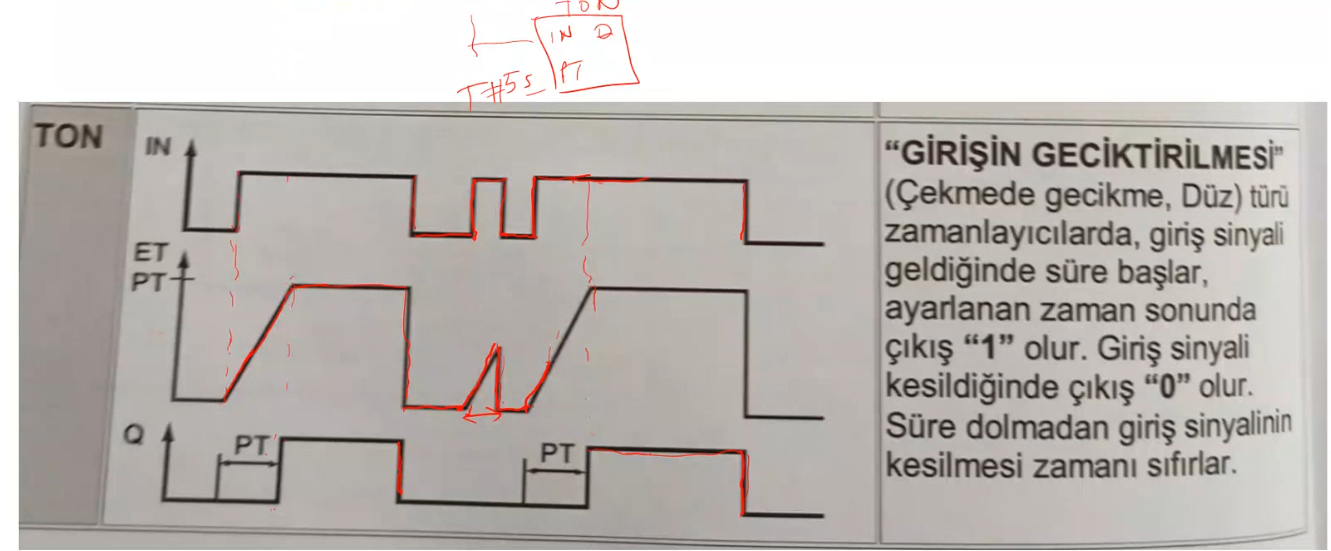 TON
IN Q
T#5s PT
TON
IN
ET
PT
Q
PT
PT
“GİRİŞİN GECİKTİRİLMESİ”
(Çekmede gecikme, Düz) türü
zamanlayıcılarda, giriş sinyali
geldiğinde süre başlar,
ayarlanan zaman sonunda
çıkış “1” olur. Giriş sinyali
kesildiğinde çıkış “0” olur.
Süre dolmadan giriş sinyalinin
kesilmesi zamanı sıfırlar.